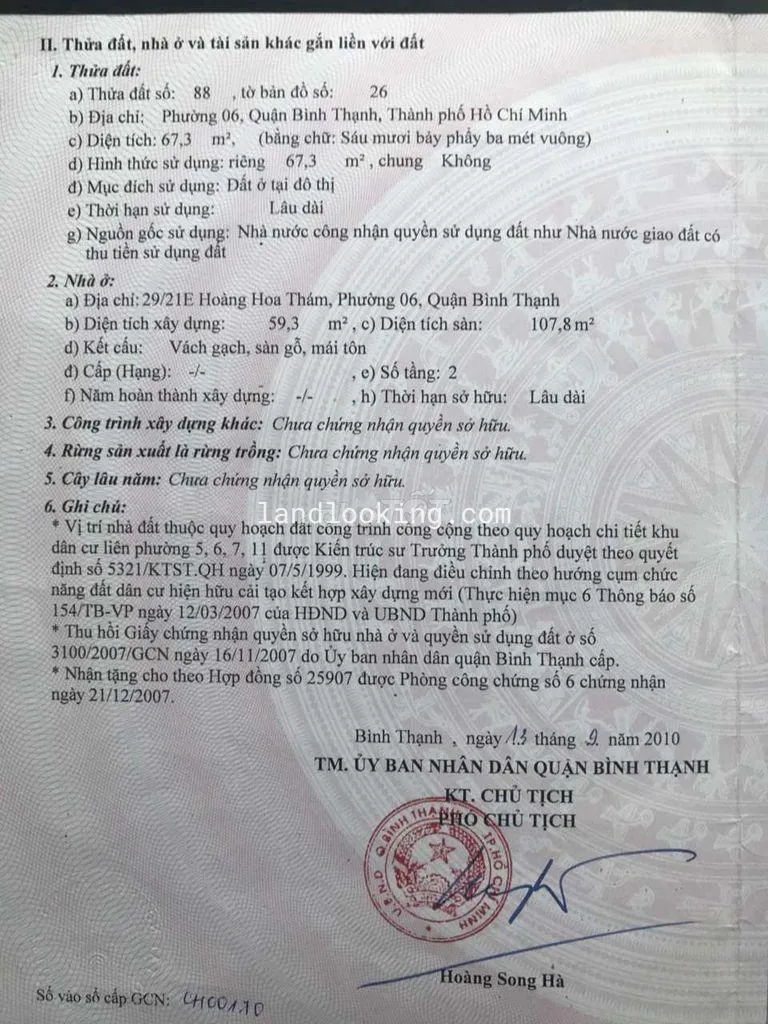 II. Thửa đất, nhà ở và tài sản khác gắn liền với đất
1. Thửa đất:
a) Thửa đất số: 88 , tờ bản đồ số: 26
b) Địa chỉ: Phường 06, Quận Bình Thạnh, Thành phố Hồ Chí Minh
c) Diện tích: 67,3 m², (bằng chữ: Sáu mươi bảy phẩy ba mét vuông)
d) Hình thức sử dụng: riêng 67,3 m² , chung Không
đ) Mục đích sử dụng: Đất ở tại đô thị
e) Thời hạn sử dụng: Lâu dài
g) Nguồn gốc sử dụng: Nhà nước công nhận quyền sử dụng đất như Nhà nước giao đất có
thu tiền sử dụng đất
2. Nhà ở:
a) Địa chỉ: 29/21E Hoàng Hoa Thám, Phường 06, Quận Bình Thạnh
b) Diện tích xây dựng: 59,3 m² , c) Diện tích sàn: 107,8 m²
d) Kết cấu: Vách gạch, sàn gỗ, mái tôn
đ) Cấp (Hạng): -/- , e) Số tầng: 2
f) Năm hoàn thành xây dựng: -/- , h) Thời hạn sở hữu: Lâu dài
3. Công trình xây dựng khác: Chưa chứng nhận quyền sở hữu.
4. Rừng sản xuất là rừng trồng: Chưa chứng nhận quyền sở hữu.
5. Cây lâu năm: Chưa chứng nhận quyền sở hữu.
6. Ghi chú:
landlooking.com
* Vị trí nhà đất thuộc quy hoạch đất công trình công cộng theo quy hoạch chi tiết khu
dân cư liên phường 5, 6, 7, 11 được Kiến trúc sư Trưởng Thành phố duyệt theo quyết
định số 5321/KTST.QH ngày 07/5/1999. Hiện đang điều chỉnh theo hướng cụm chức
năng đất dân cư hiện hữu cải tạo kết hợp xây dựng mới (Thực hiện mục 6 Thông báo số
154/TB-VP ngày 12/03/2007 của HĐND và UBND Thành phố)
* Thu hồi Giấy chứng nhận quyền sở hữu nhà ở và quyền sử dụng đất ở số
3100/2007/GCN ngày 16/11/2007 do Ủy ban nhân dân quận Bình Thạnh cấp.
* Nhận tặng cho theo Hợp đồng số 25907 được Phòng công chứng số 6 chứng nhận
ngày 21/12/2007.
Bình Thạnh , ngày 13 tháng 9 năm 2010
TM. ỦY BAN NHÂN DÂN QUẬN BÌNH THẠNH
KT. CHỦ TỊCH
PHÓ CHỦ TỊCH
U.B.N.D Q.BÌNH THẠNH TP.HỒ CHÍ MINH
Hoàng Song Hà
Số vào sổ cấp GCN: